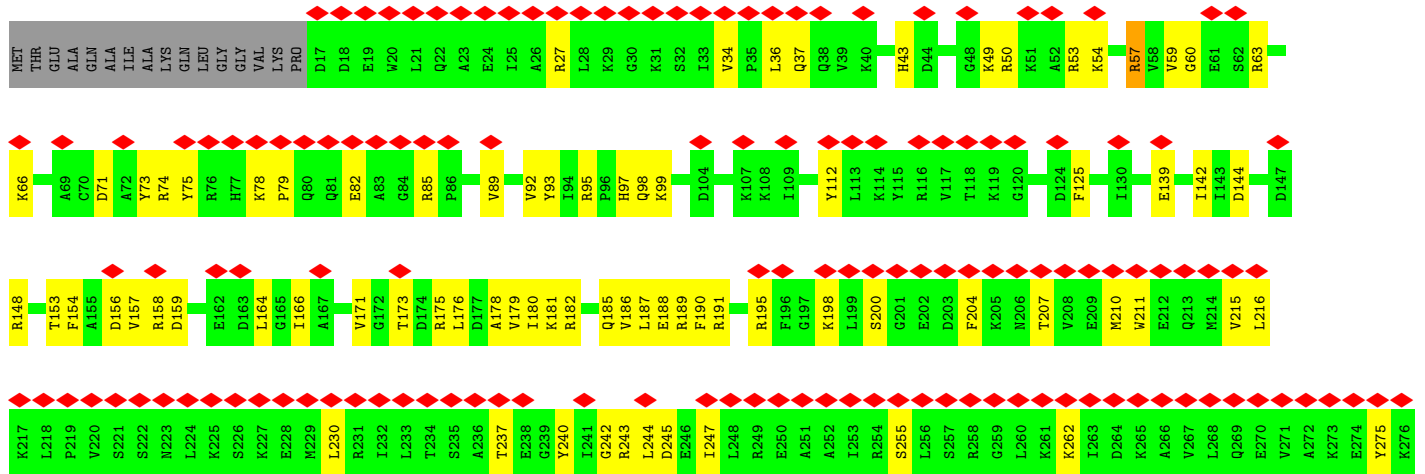 MET THR GLU ALA GLN ALA ILE ALA LYS GLN LEU GLY GLY VAL LYS PRO D17 D18 E19 W20 L21 Q22 A23 E24 I25 A26 R27 L28 K29 G30 K31 S32 I33 V34 P35 L36 Q37 Q38 V39 K40 H43 D44 G48 K49 R50 K51 A52 R53 K54 R57 V58 V59 G60 E61 S62 R63
K66 A69 C70 D71 A72 Y73 R74 Y75 R76 H77 K78 P79 Q80 Q81 E82 A83 G84 R85 P86 V89 V92 Y93 I94 R95 P96 H97 Q98 K99 D104 K107 K108 I109 Y112 L113 K114 Y115 R116 V117 T118 K119 G120 D124 F125 I130 E139 I142 I143 D144 D147
R148 T153 F154 A155 D156 V157 R158 D159 E162 D163 L164 G165 I166 A167 V171 G172 T173 D174 R175 L176 D177 A178 V179 I180 K181 R182 Q185 V186 L187 E188 R189 F190 R191 R195 F196 G197 K198 L199 S200 G201 E202 D203 F204 K205 N206 T207 V208 E209 M210 W211 E212 Q213 M214 V215 L216
K217 L218 P219 V220 S221 S222 N223 L224 K225 S226 K227 E228 M229 L230 R231 I232 L233 T234 S235 A236 T237 E238 G239 Y240 I241 G242 R243 L244 D245 E246 I247 L248 R249 E250 A251 A252 I253 R254 S255 L256 S257 R258 G259 L260 K261 K262 I263 D264 K265 A266 V267 L268 Q269 E270 V271 A272 K273 E274 Y275 K276